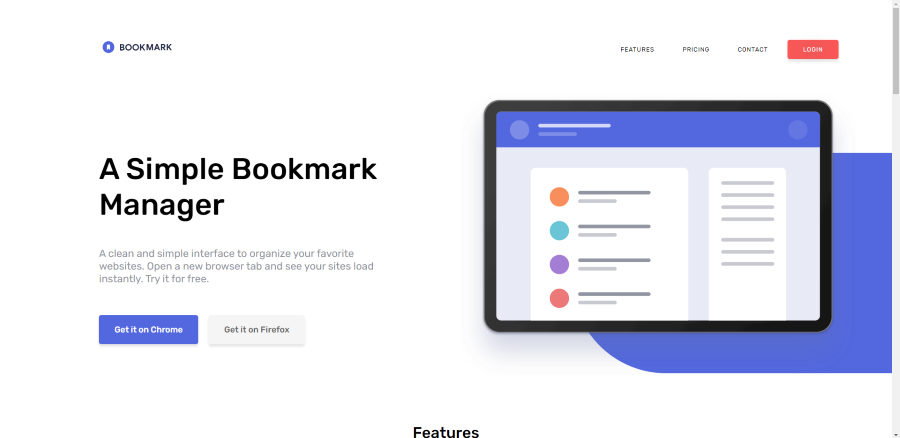 BOOKMARK
FEATURES
PRICING
CONTACT
LOGIN
A Simple Bookmark
Manager
A clean and simple interface to organize your favorite
websites. Open a new browser tab and see your sites load
instantly. Try it for free.
Get it on Chrome
Get it on Firefox
Features